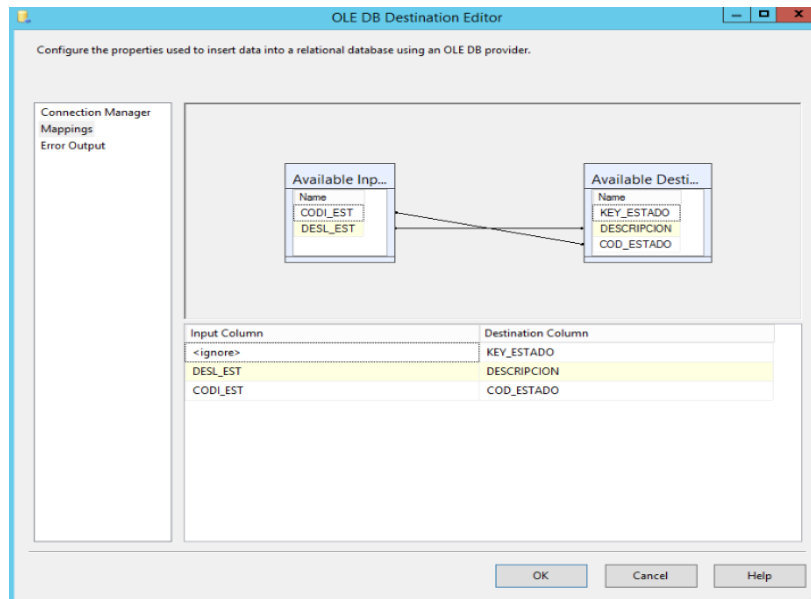 OLE DB Destination Editor
Configure the properties used to insert data into a relational database using an OLE DB provider.
Connection Manager
Mappings
Error Output
Available Inp...
Name
CODI_EST
DESL_EST
Available Desti...
Name
KEY_ESTADO
DESCRIPCION
COD_ESTADO
Input Column Destination Column
<ignore> KEY_ESTADO
DESL_EST DESCRIPCION
CODI_EST COD_ESTADO
OK Cancel Help